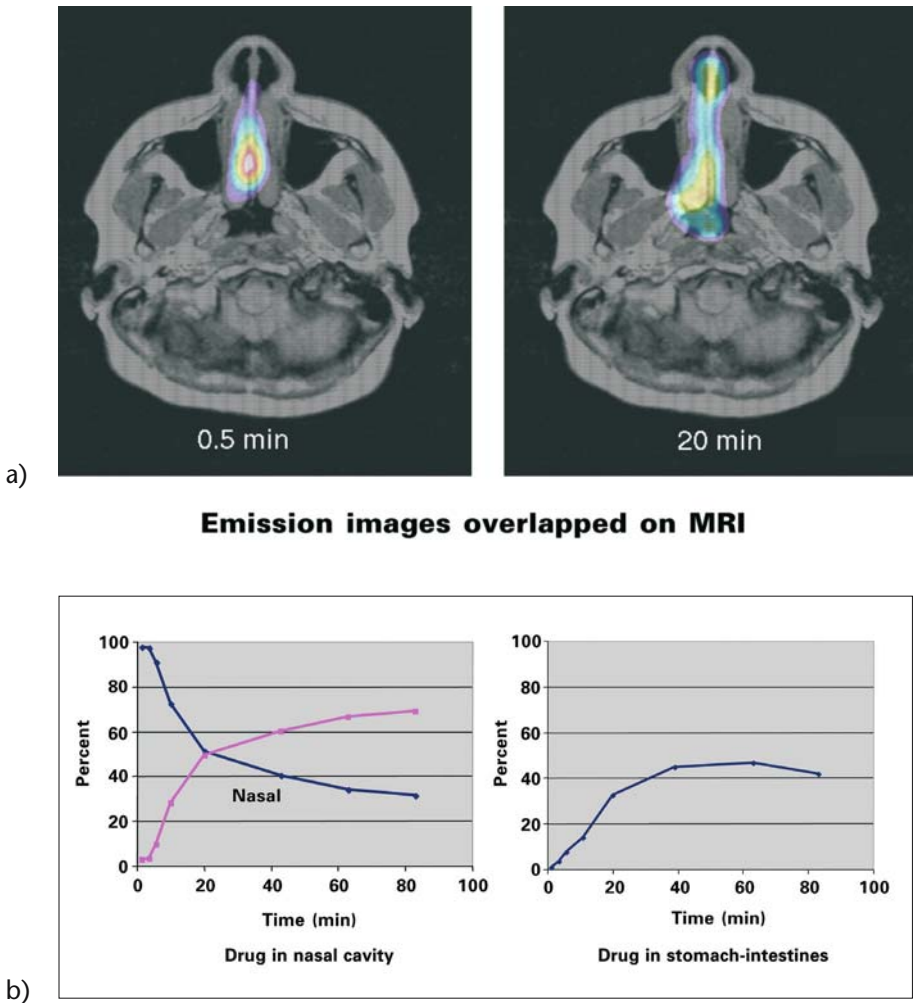 0.5 min
20 min
a)
Emission images overlapped on MRI
100
80
60
40
20
0
Percent
Nasal
0 20 40 60 80 100
Time (min)
Drug in nasal cavity
100
80
60
40
20
0
Percent
0 20 40 60 80 100
Time (min)
Drug in stomach-intestines
b)